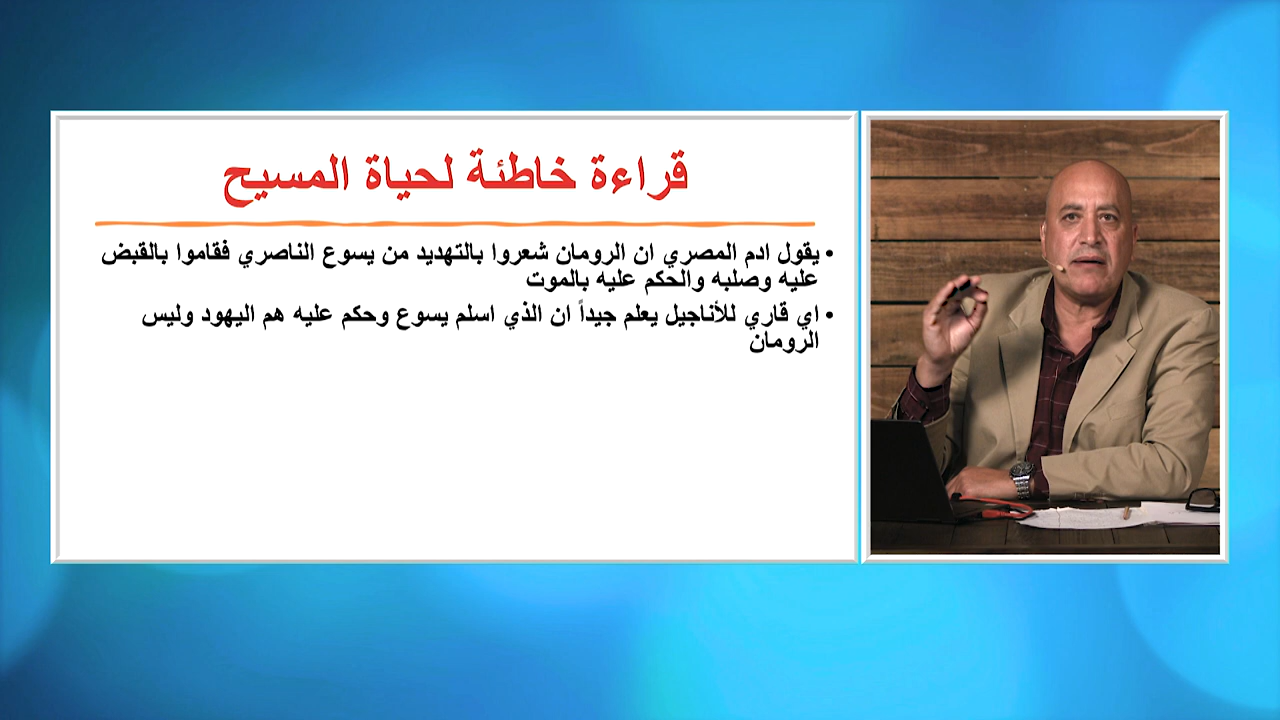 قراءة خاطئة لحياة المسيح
• يقول ادم المصري ان الرومان شعروا بالتهديد من يسوع الناصري فقاموا بالقبض
عليه وصلبه والحكم عليه بالموت
• اي قاري للأناجيل يعلم جيداً ان الذي اسلم يسوع وحكم عليه هم اليهود وليس
الرومان